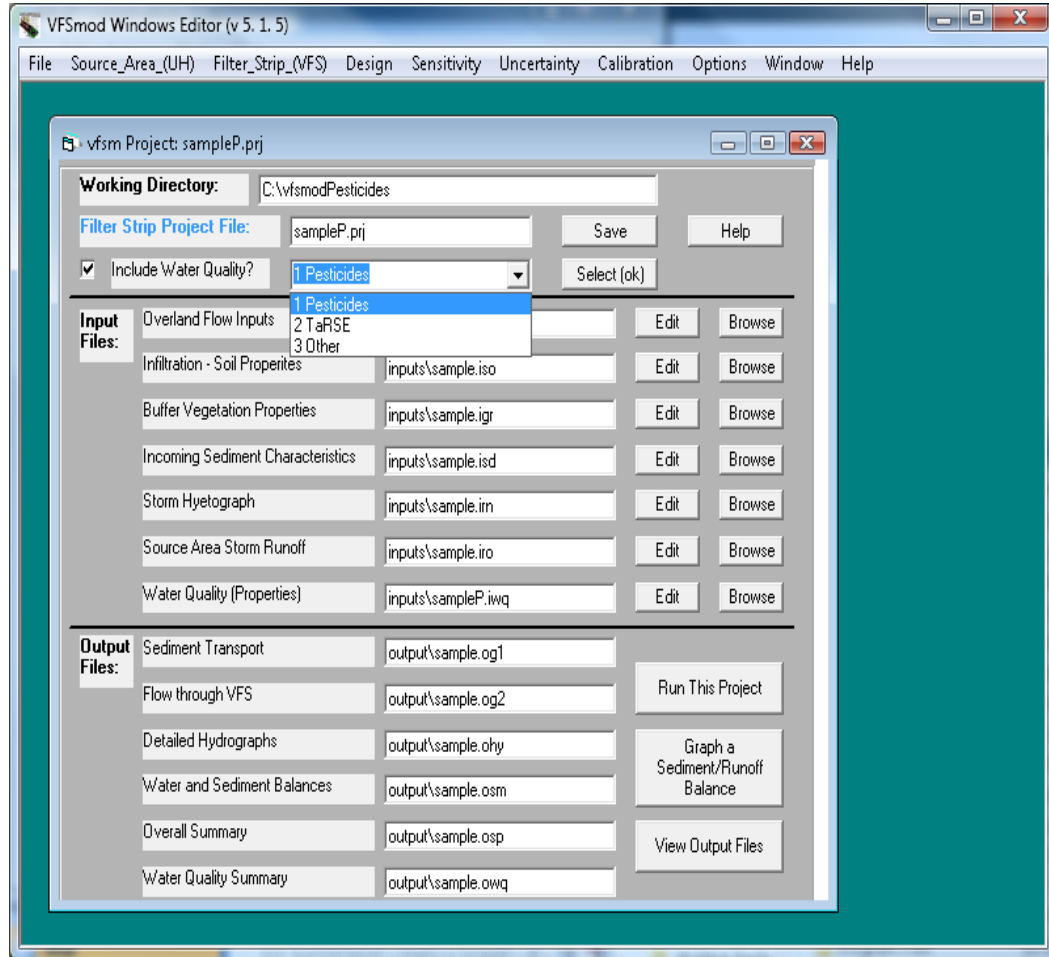 VFSmod Windows Editor (v 5. 1. 5)
File Source_Area_(UH) Filter_Strip_(VFS) Design Sensitivity Uncertainty Calibration Options Window Help
vfsm Project: sampleP.prj
Working Directory: C:\vfsmodPesticides
Filter Strip Project File: sampleP.prj Save Help
Include Water Quality? 1 Pesticides Select (ok)
1 Pesticides
2 TaRSE
3 Other
Input Files:
Overland Flow Inputs Edit Browse
Infiltration - Soil Properites inputs\sample.iso Edit Browse
Buffer Vegetation Properties inputs\sample.igr Edit Browse
Incoming Sediment Characteristics inputs\sample.isd Edit Browse
Storm Hyetograph inputs\sample.irn Edit Browse
Source Area Storm Runoff inputs\sample.iro Edit Browse
Water Quality (Properties) inputs\sampleP.iwq Edit Browse
Output Files:
Sediment Transport output\sample.og1
Flow through VFS output\sample.og2
Run This Project
Detailed Hydrographs output\sample.ohy
Water and Sediment Balances output\sample.osm
Graph a
Sediment/Runoff
Balance
Overall Summary output\sample.osp
View Output Files
Water Quality Summary output\sample.owq